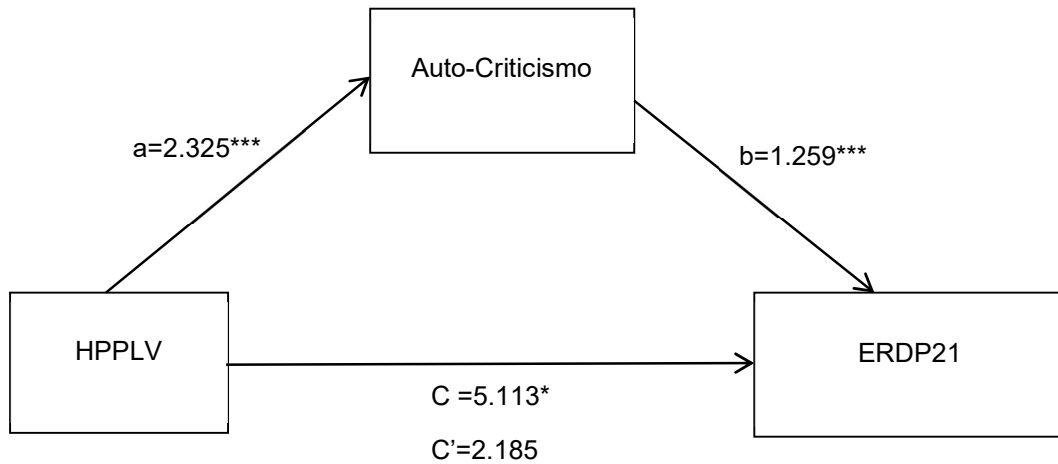 Auto-Criticismo
a=2.325***
b=1.259***
HPPLV
ERDP21
C =5.113*
C’=2.185